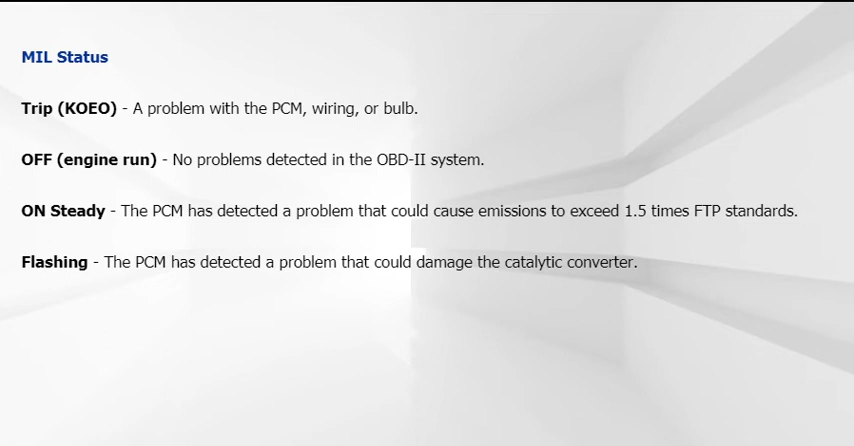 MIL Status
Trip (KOEO) - A problem with the PCM, wiring, or bulb.
OFF (engine run) - No problems detected in the OBD-II system.
ON Steady - The PCM has detected a problem that could cause emissions to exceed 1.5 times FTP standards.
Flashing - The PCM has detected a problem that could damage the catalytic converter.